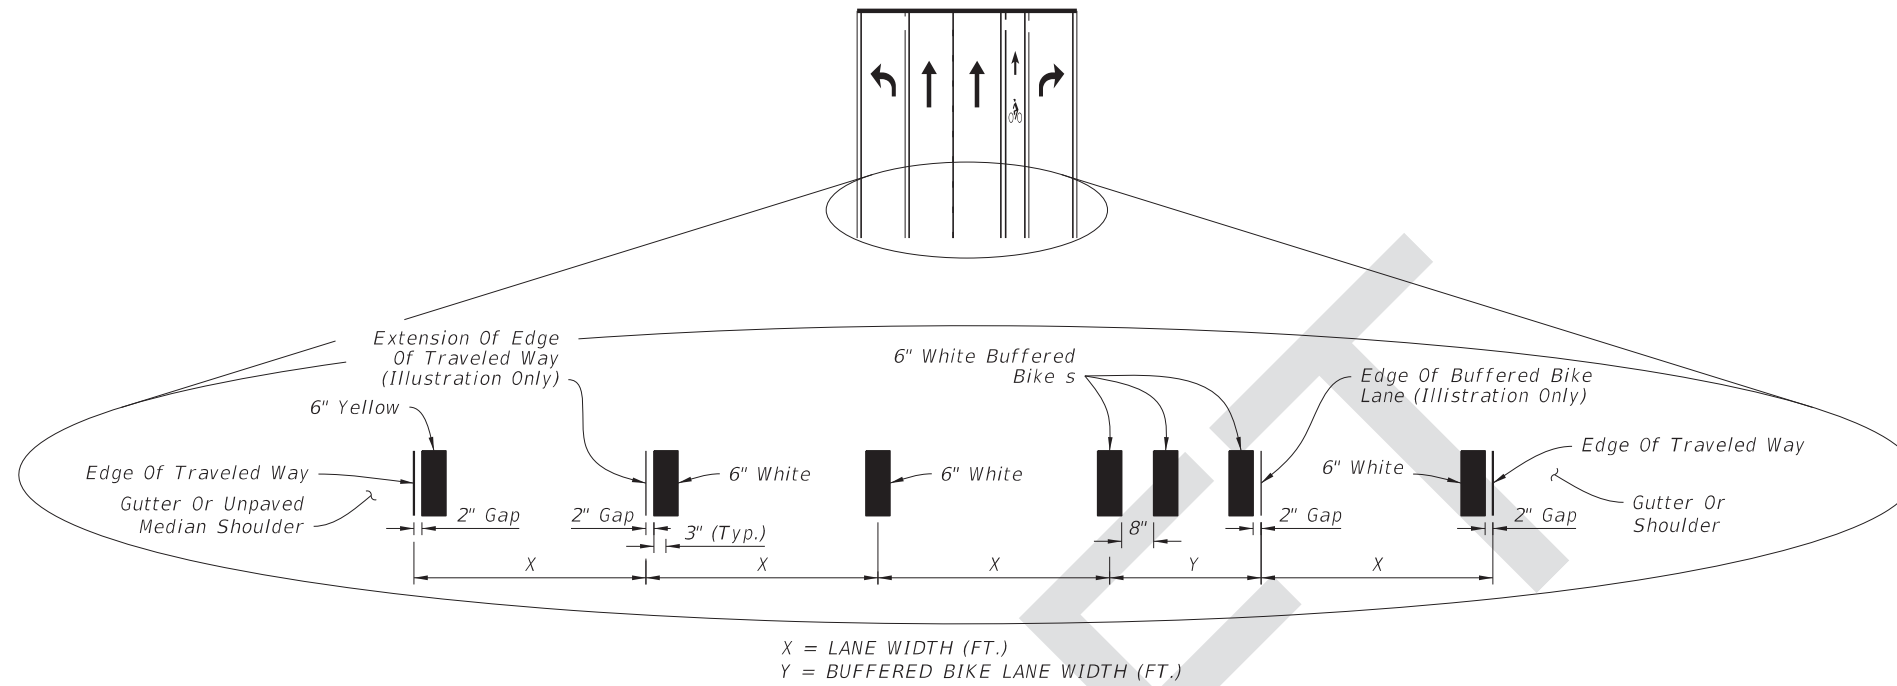 Extension Of Edge
Of Traveled Way
(Illustration Only)
6" White Buffered
Bike s
Edge Of Buffered Bike
Lane (Illistration Only)
6" Yellow
Edge Of Traveled Way
Gutter Or Unpaved
Median Shoulder
6" White
6" White
6" White
Edge Of Traveled Way
Gutter Or
Shoulder
2" Gap
2" Gap
3" (Typ.)
8"
2" Gap
2" Gap
X
X
X
Y
X
X = LANE WIDTH (FT.)
Y = BUFFERED BIKE LANE WIDTH (FT.)